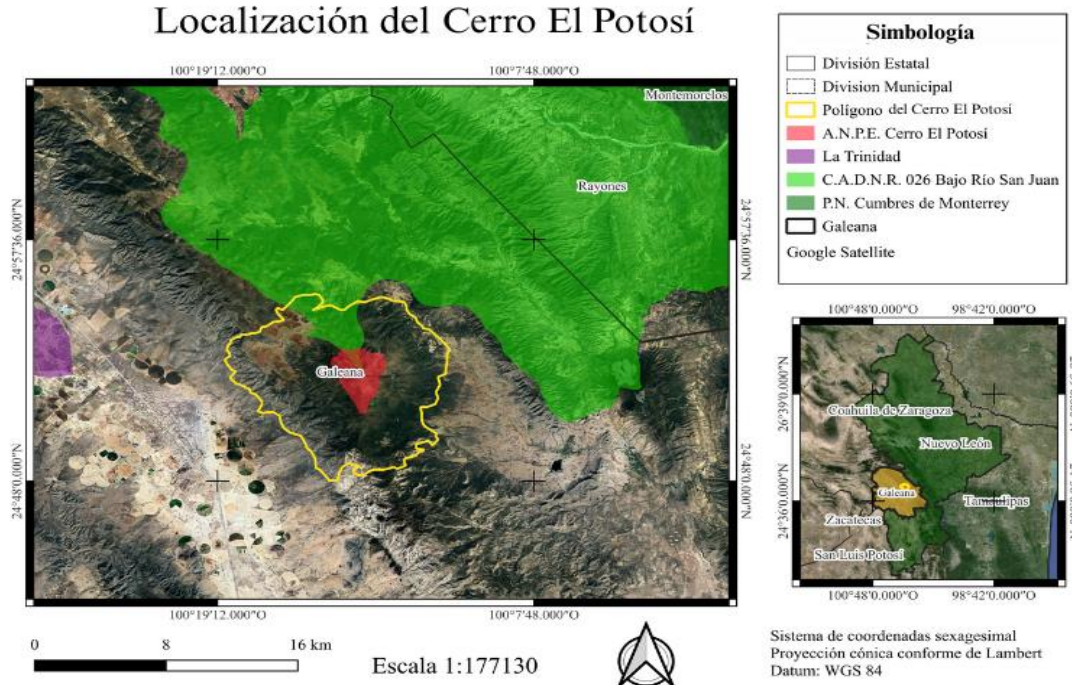 Localización del Cerro El Potosí
100°19'12.000"O
100°7'48.000"O
Montemorelos
Rayones
24°57'36.000"N
24°57'36.000"N
Galeana
24°48'0.000"N
24°48'0.000"N
100°19'12.000"O
100°7'48.000"O
0
8
16 km
Escala 1:177130
Simbología
División Estatal
Division Municipal
Polígono del Cerro El Potosí
A.N.P.E. Cerro El Potosí
La Trinidad
C.A.D.N.R. 026 Bajo Río San Juan
P.N. Cumbres de Monterrey
Galeana
Google Satellite
100°48'0.000"O
98°42'0.000"O
26°39'0.000"N
Coahuila de Zaragoza
Nuevo León
Galeana
Tamaulipas
24°36'0.000"N
Zacatecas
San Luis Potosí
100°48'0.000"O
98°42'0.000"O
Sistema de coordenadas sexagesimal
Proyección cónica conforme de Lambert
Datum: WGS 84